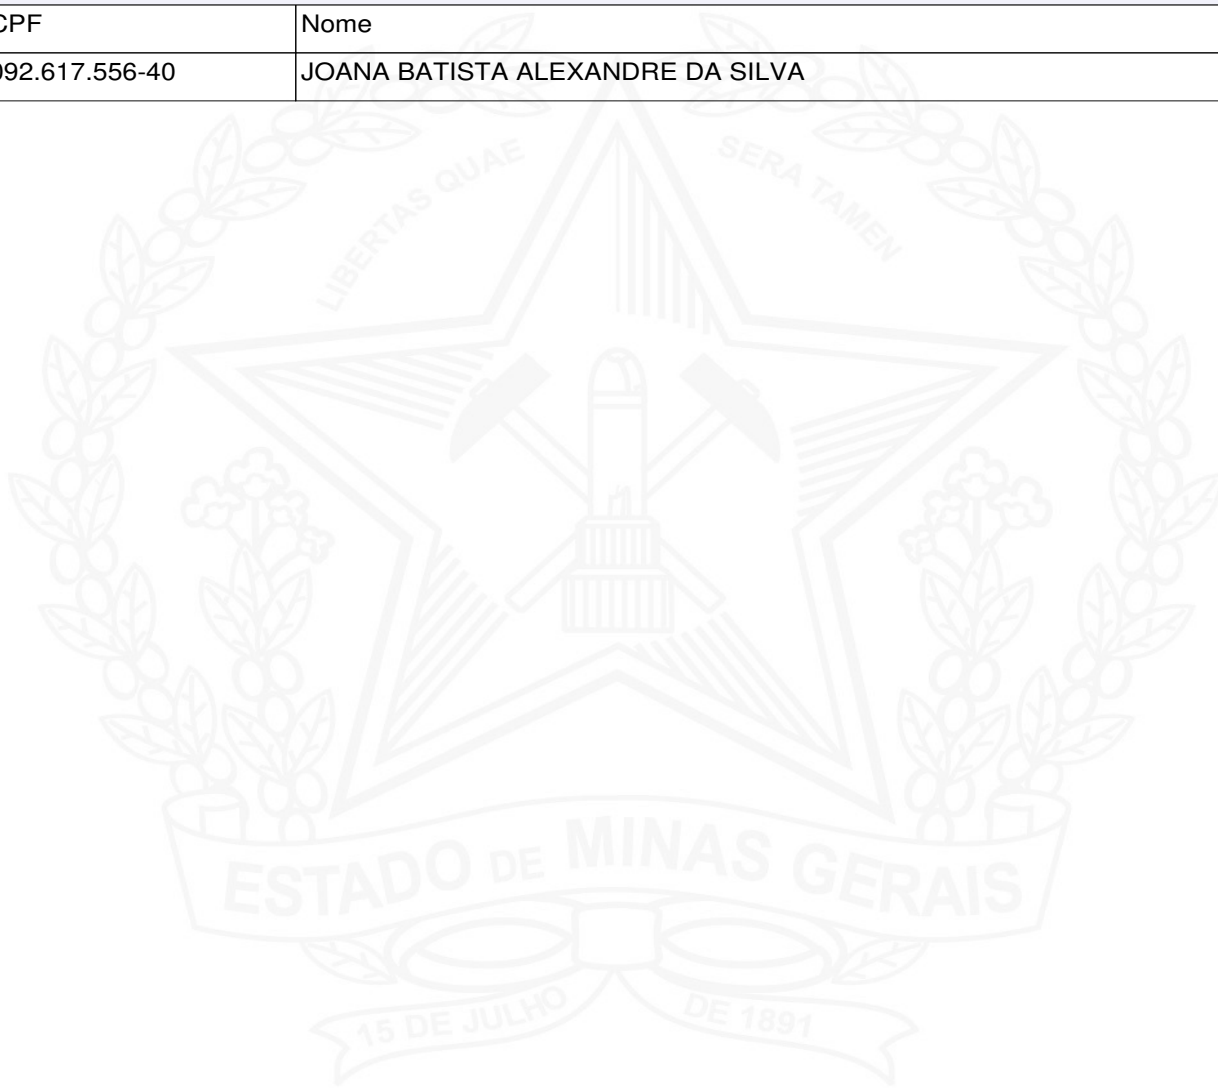 CPF Nome
092.617.556-40 JOANA BATISTA ALEXANDRE DA SILVA
LIBERTAS QUAE SERA TAMEN
ESTADO DE MINAS GERAIS
15 DE JULHO DE 1891